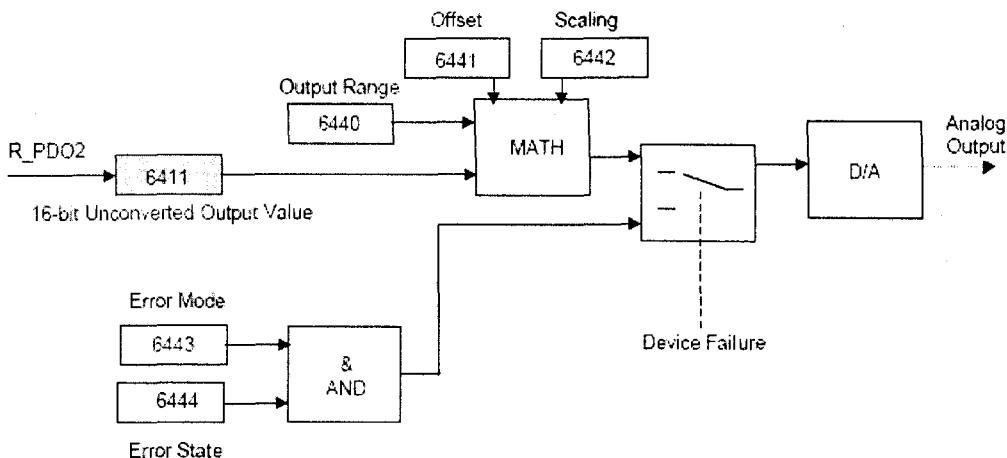 Offset
Scaling
6441
6442
Output Range
6440
MATH
R_PDO2
6411
16-bit Unconverted Output Value
D/A
Analog
Output
Error Mode
6443
&
AND
6444
Error State
Device Failure